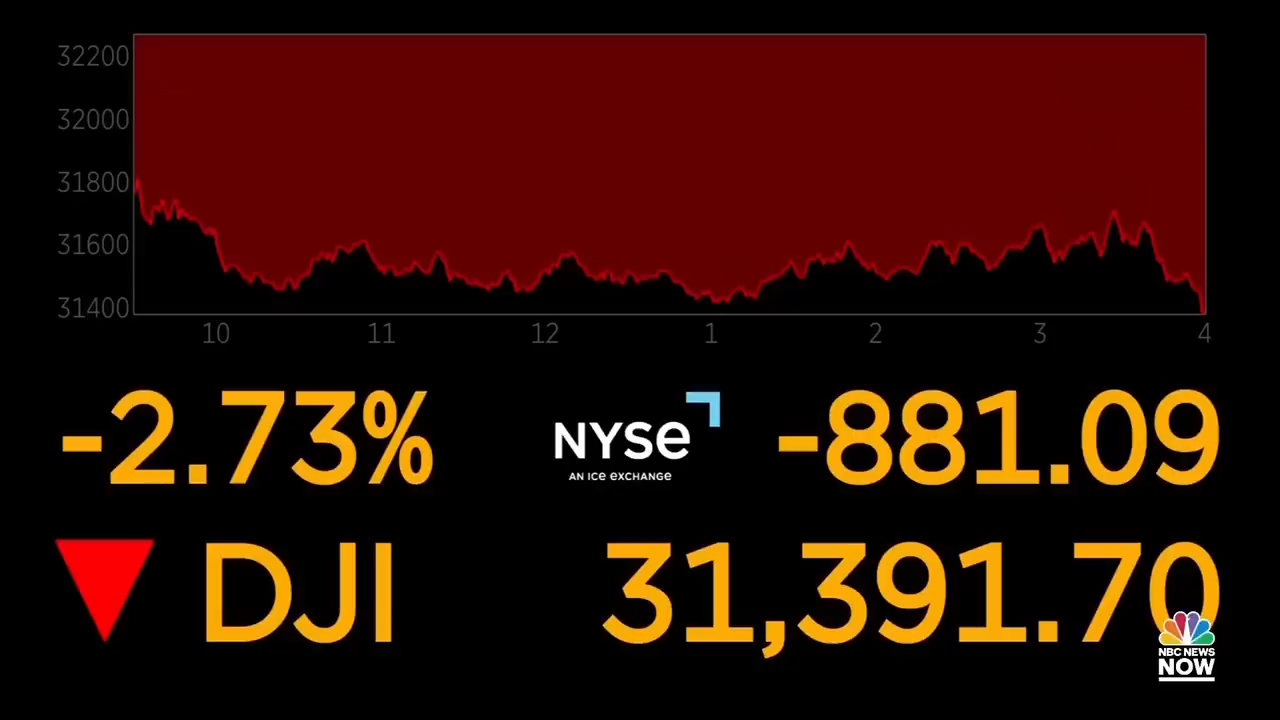 32200
32000
31800
31600
31400
10 11 12 1 2 3 4
-2.73% NYSE -881.09
AN ICE EXCHANGE
DJI 31,391.70
NBC NEWS
NOW